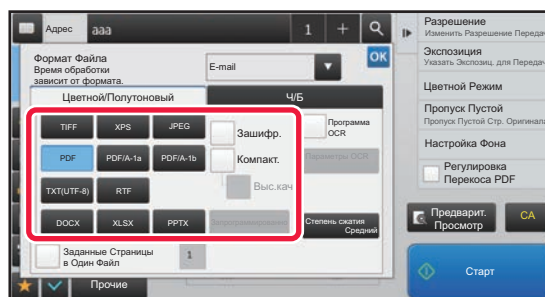 Адрес aaa 1 +
Формат Файла
Время обработки
зависит от формата.
E-mail
OK
Цветной/Полутоновый
Ч/Б
TIFF XPS JPEG
Зашифр.
Программа
OCR
PDF PDF/A-1a PDF/A-1b
Компакт.
Параметры OCR
TXT(UTF-8) RTF
Выс.кач
DOCX XLSX PPTX
Степень сжатия
Средний
Заданные Страницы
в Один Файл
1
Прочие
Разрешение
Изменить Разрешение Передач
Экспозиция
Указать Экспозиц. для Передач
Цветной Режим
Пропуск Пустой
Пропуск Пустой Стр. Оригинала
Настройка Фона
Регулировка
Перекоса PDF
Предварит.
Просмотр
CA
Старт